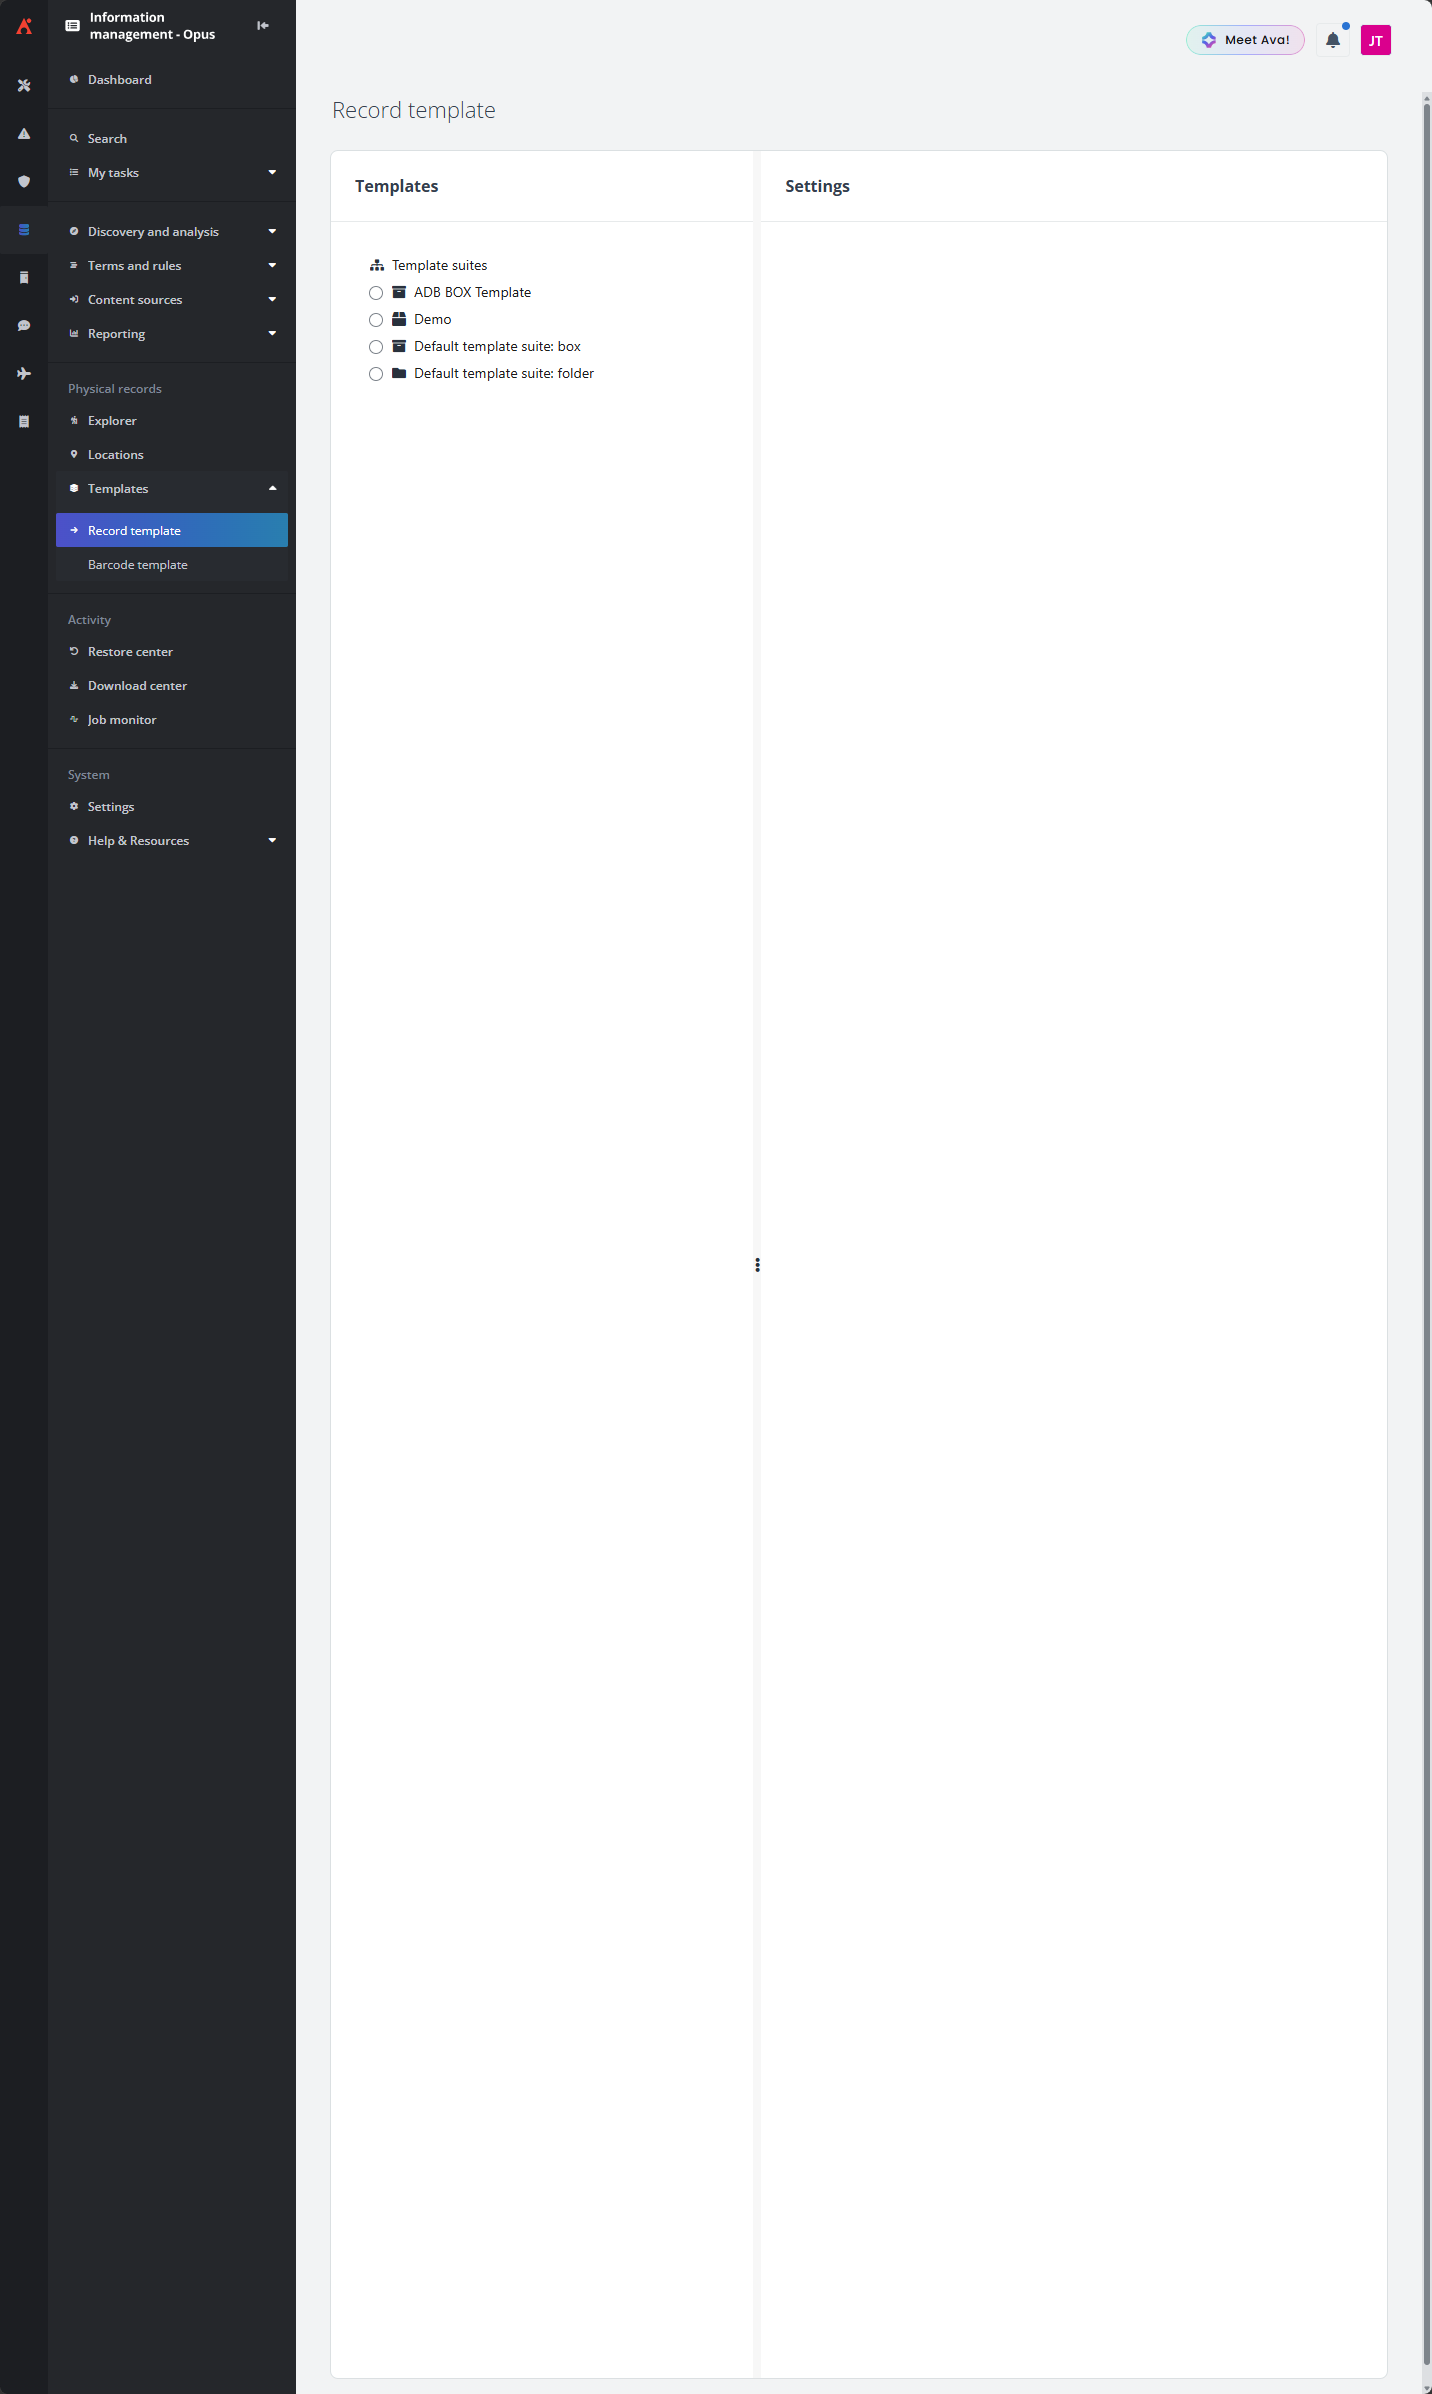 Information
management - Opus
Dashboard
Search
My tasks
Discovery and analysis
Terms and rules
Content sources
Reporting
Physical records
Explorer
Locations
Templates
Record template
Barcode template
Activity
Restore center
Download center
Job monitor
System
Settings
Help & Resources
Meet Ava!
JT
Record template
Templates
Settings
Template suites
ADB BOX Template
Demo
Default template suite: box
Default template suite: folder